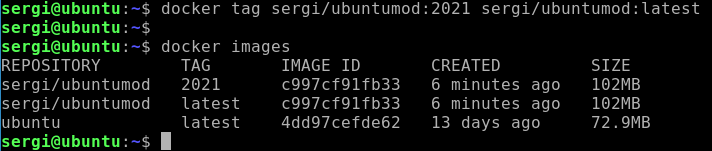 sergi@ubuntu:~$ docker tag sergi/ubuntumod:2021 sergi/ubuntumod:latest
sergi@ubuntu:~$
sergi@ubuntu:~$ docker images
REPOSITORY TAG IMAGE ID CREATED SIZE
sergi/ubuntumod 2021 c997cf91fb33 6 minutes ago 102MB
sergi/ubuntumod latest c997cf91fb33 6 minutes ago 102MB
ubuntu latest 4dd97cefde62 13 days ago 72.9MB
sergi@ubuntu:~$